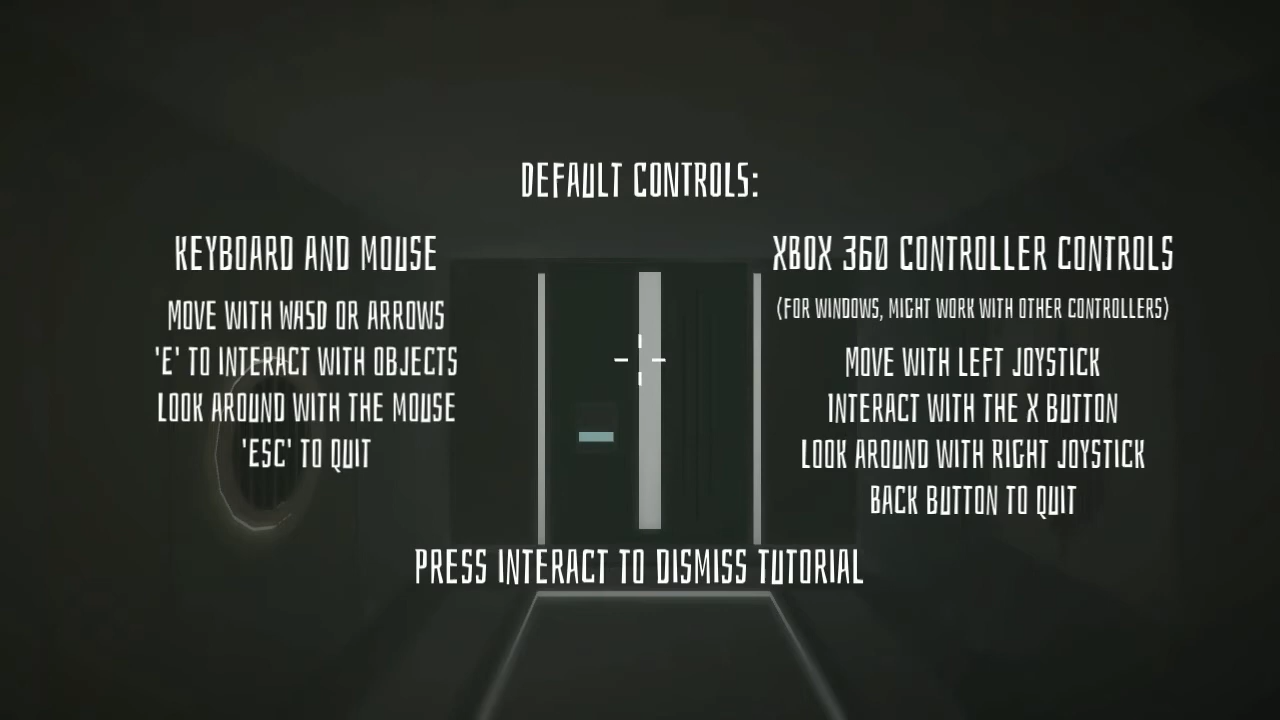 DEFAULT CONTROLS:
KEYBOARD AND MOUSE
MOVE WITH WASD OR ARROWS
'E' TO INTERACT WITH OBJECTS
LOOK AROUND WITH THE MOUSE
'ESC' TO QUIT
XBOX 360 CONTROLLER CONTROLS
(FOR WINDOWS, MIGHT WORK WITH OTHER CONTROLLERS)
MOVE WITH LEFT JOYSTICK
INTERACT WITH THE X BUTTON
LOOK AROUND WITH RIGHT JOYSTICK
BACK BUTTON TO QUIT
PRESS INTERACT TO DISMISS TUTORIAL